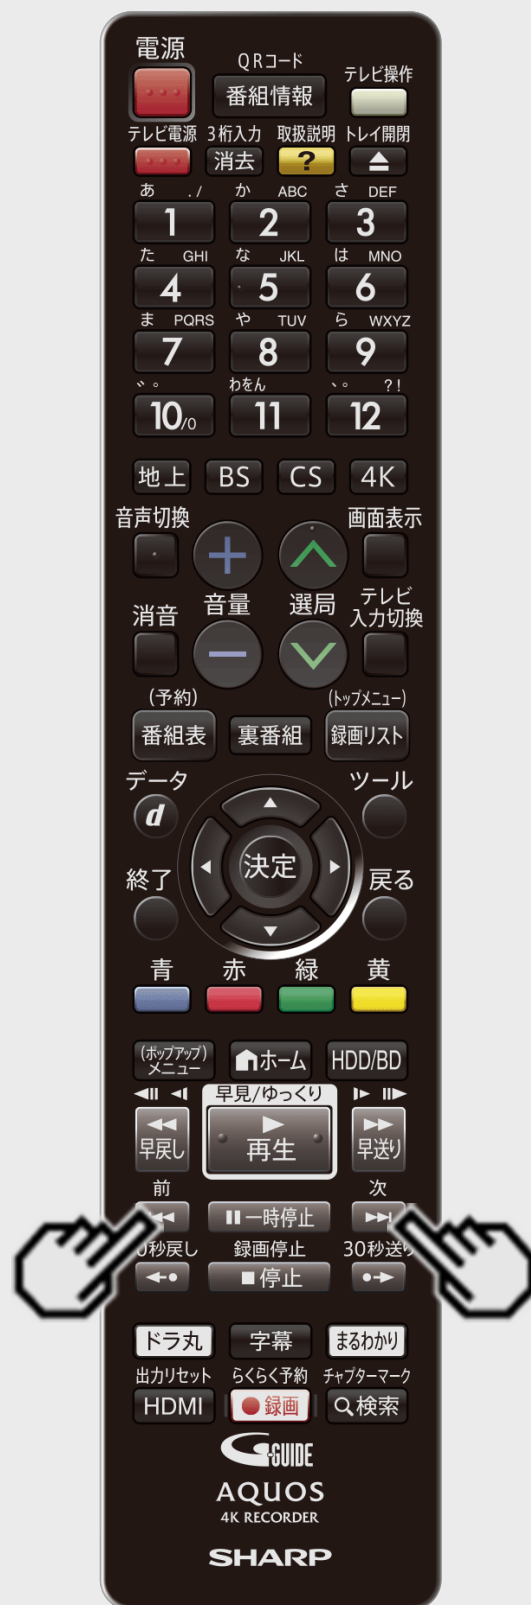 電源
QRコード
テレビ操作
番組情報
テレビ電源 3桁入力 取扱説明 トレイ開閉
消去 ?
あ ./ か ABC さ DEF
1 2 3
た GHI な JKL は MNO
4 5 6
ま PQRS や TUV ら WXYZ
7 8 9
゛゜ わをん 、。 ?!
10/0 11 12
地上 BS CS 4K
音声切換 画面表示
+
消音 音量 選局 テレビ
入力切換
−
(予約) (トップメニュー)
番組表 裏番組 録画リスト
データ ツール
d
決定
終了 戻る
青 赤 緑 黄
(ポップアップ)
メニュー ホーム HDD/BD
早見/ゆっくり
早戻し 再生 早送り
前 次
一時停止
秒戻し 録画停止 30秒送り
停止
ドラ丸 字幕 まるわかり
出力リセット らくらく予約 チャプターマーク
HDMI 録画 検索
G-GUIDE
AQUOS
4K RECORDER
SHARP